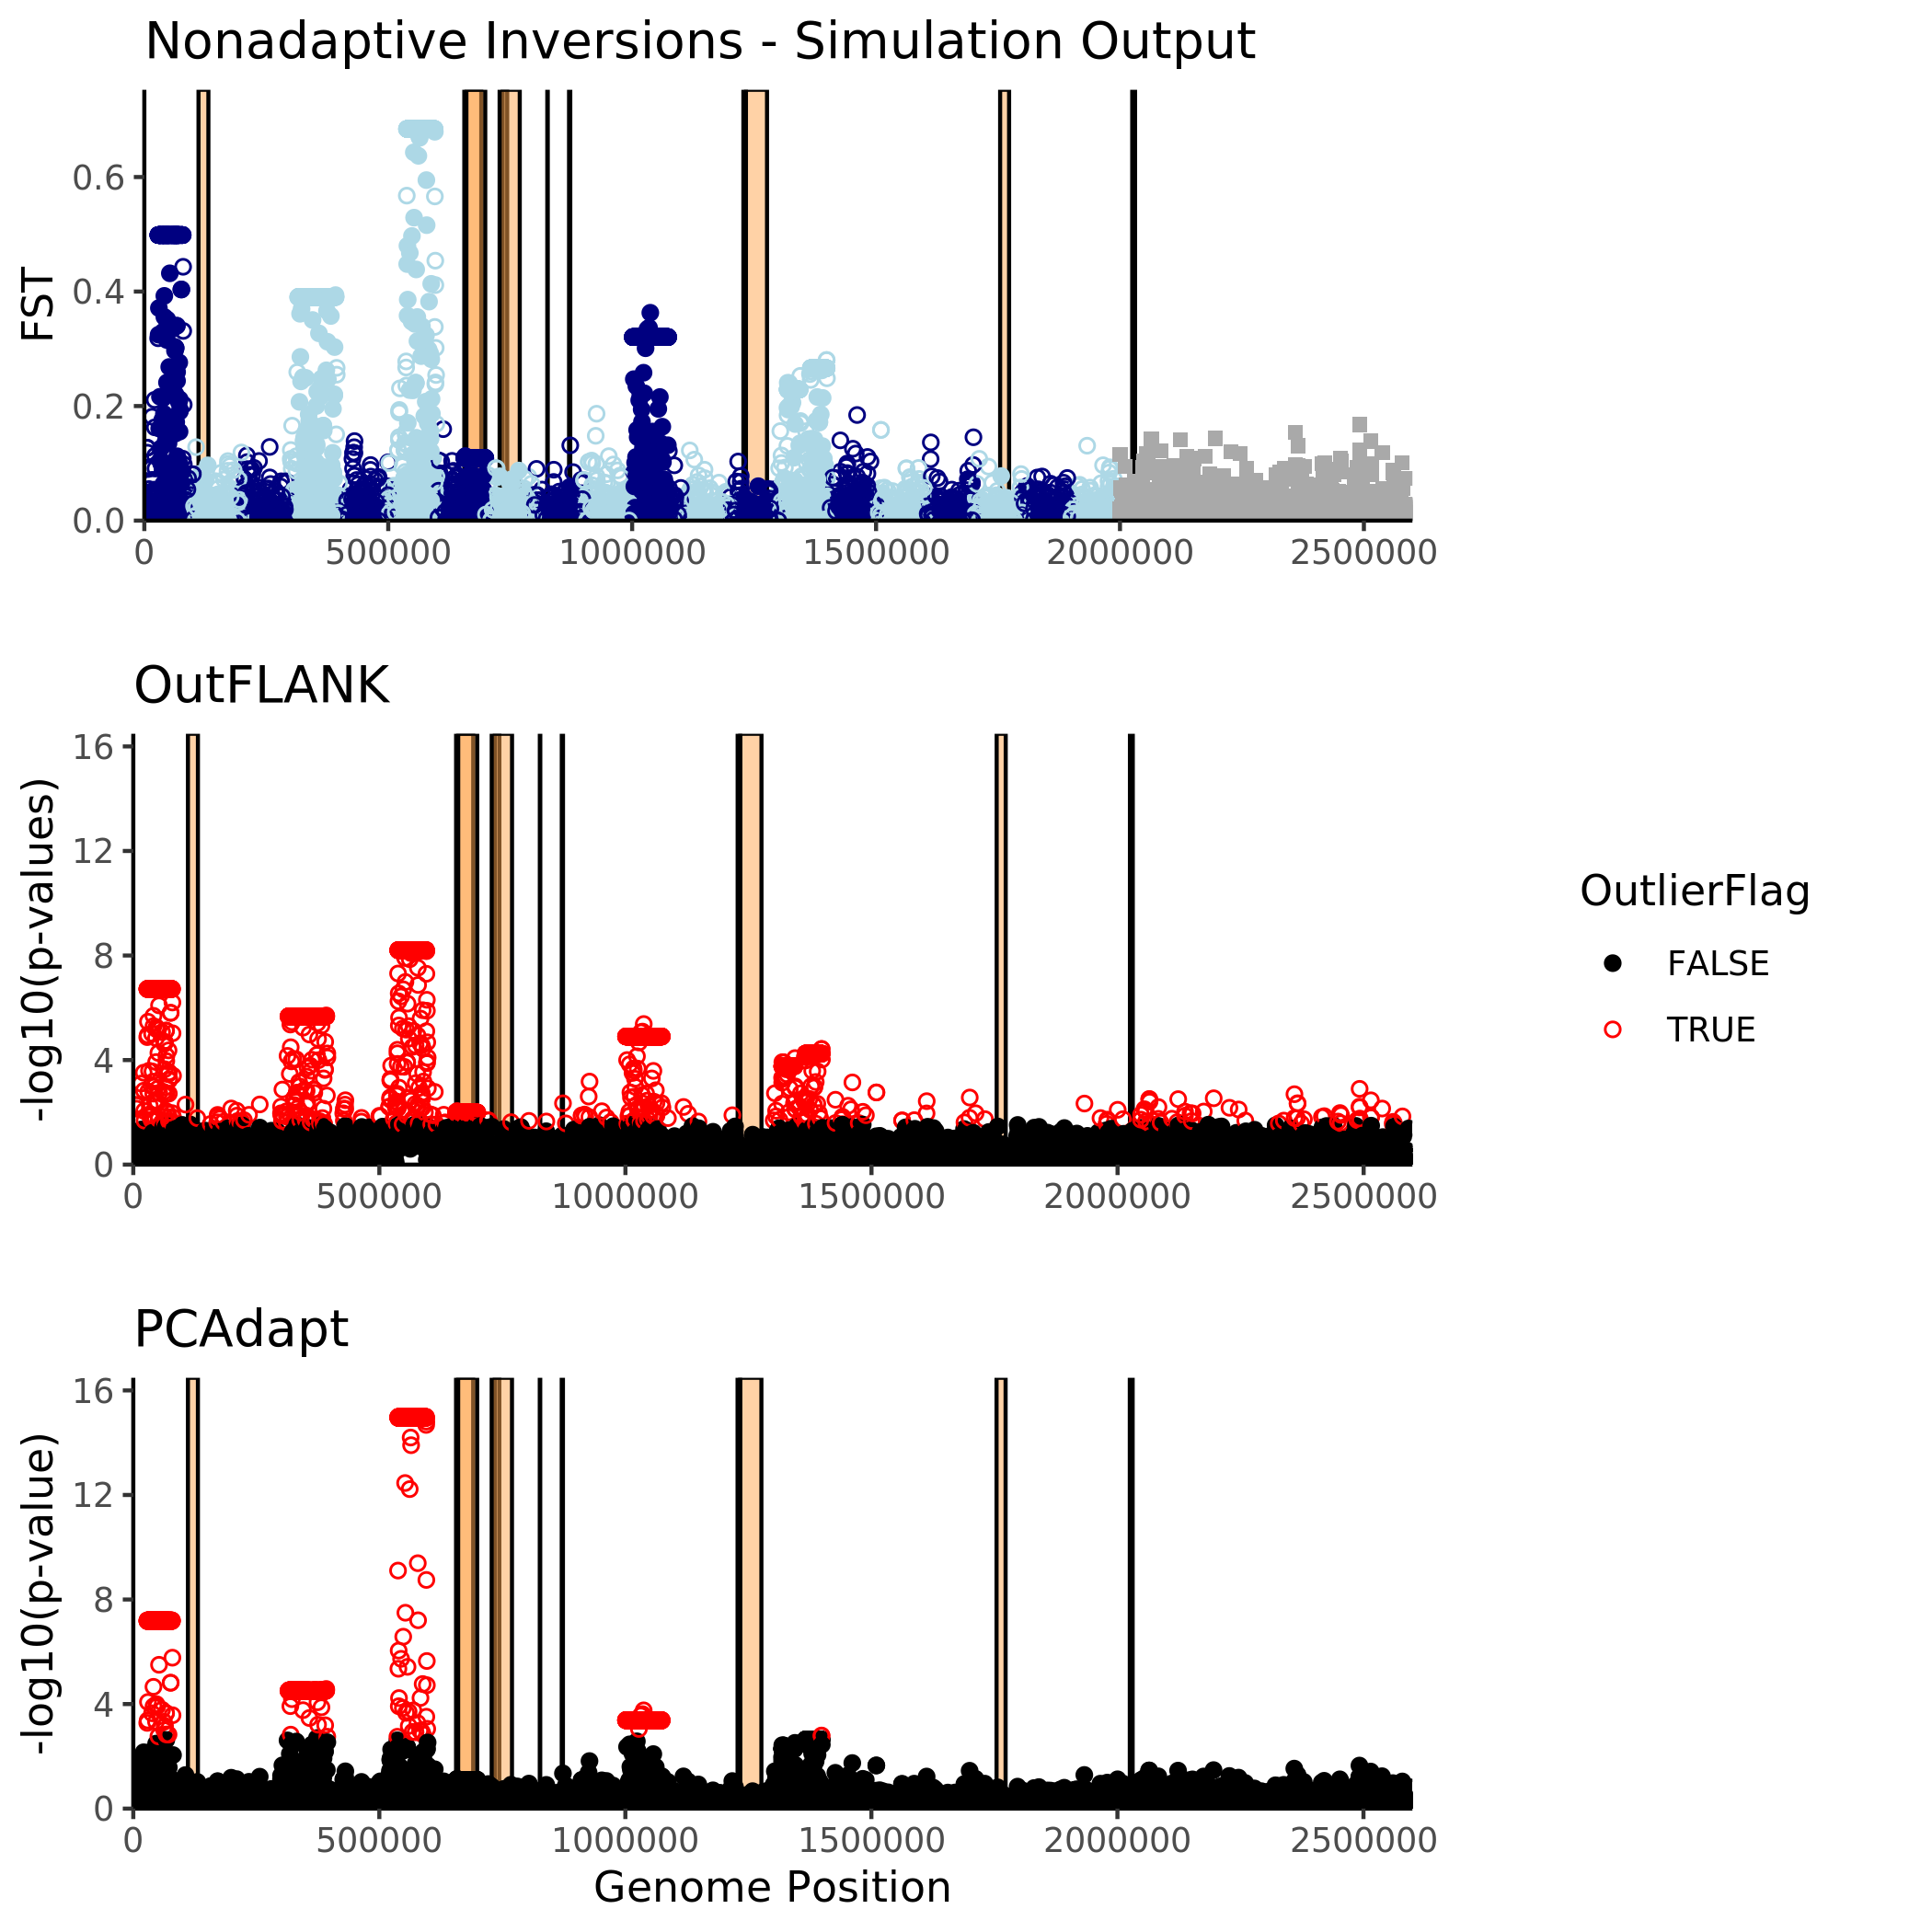 Nonadaptive Inversions - Simulation Output
FST
0.6
0.4
0.2
0.0
0 500000 1000000 1500000 2000000 2500000
OutFLANK
-log10(p-values)
16
12
8
4
0
0 500000 1000000 1500000 2000000 2500000
OutlierFlag
FALSE
TRUE
PCAdapt
-log10(p-value)
16
12
8
4
0
0 500000 1000000 1500000 2000000 2500000
Genome Position